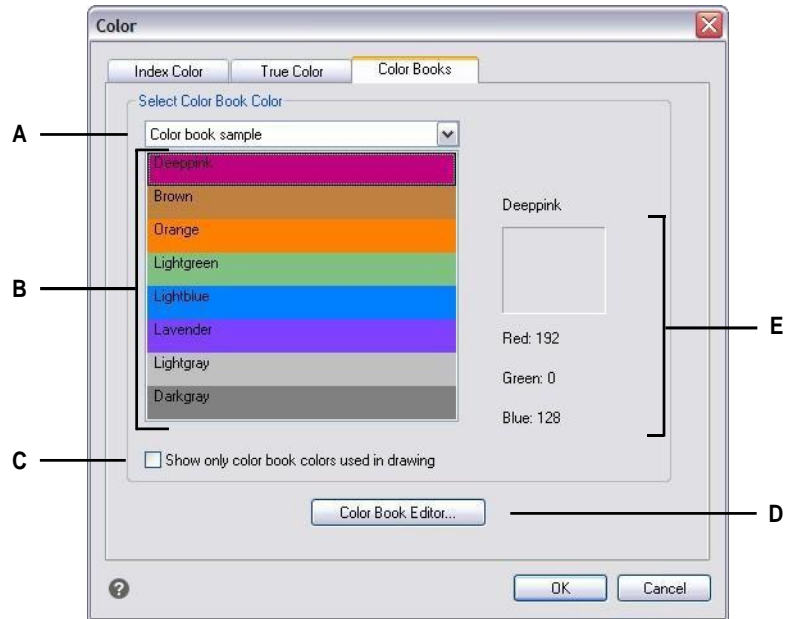 Color
Index Color
True Color
Color Books
Select Color Book Color
A
Color book sample
Deeppink
Brown
Orange
Lightgreen
B
Lightblue
Lavender
Lightgray
Darkgray
Deeppink
Red: 192
Green: 0
Blue: 128
E
C
Show only color book colors used in drawing
Color Book Editor...
D
?
OK
Cancel